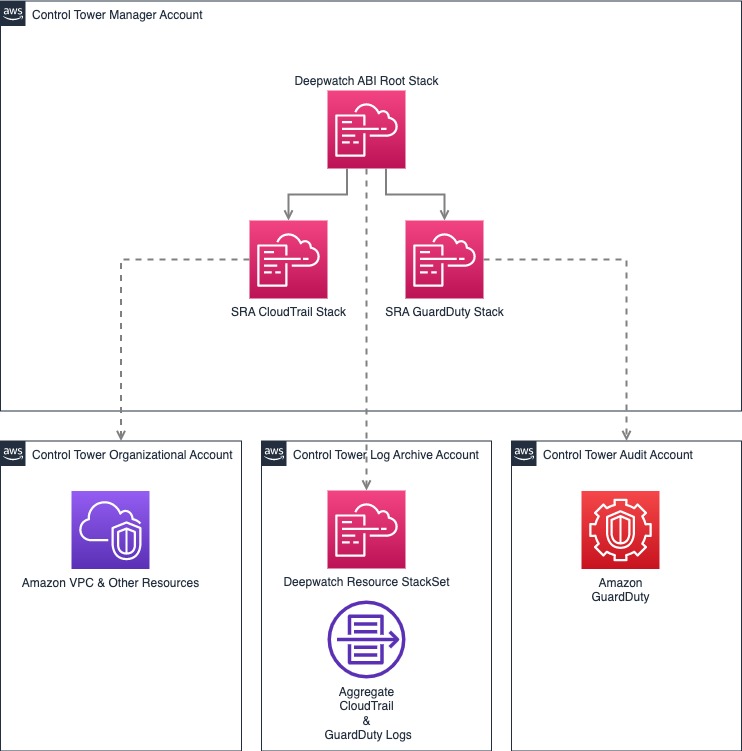 aws
Control Tower Manager Account
Deepwatch ABI Root Stack
SRA CloudTrail Stack
SRA GuardDuty Stack
aws
Control Tower Organizational Account
aws
Control Tower Log Archive Account
aws
Control Tower Audit Account
Amazon VPC & Other Resources
Deepwatch Resource StackSet
Amazon
GuardDuty
Aggregate
CloudTrail
&
GuardDuty Logs